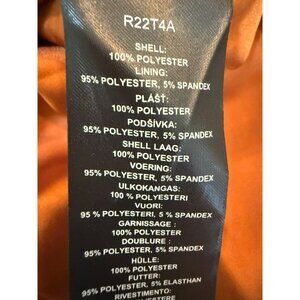 R22T4A
SHELL:
100% POLYESTER
LINING:
95% POLYESTER, 5% SPANDEX
PLÁŠŤ:
100% POLYESTER
PODŠÍVKA:
95% POLYESTER, 5% SPANDEX
SHELL LAAG:
100% POLYESTER
VOERING:
95% POLYESTER, 5% SPANDEX
ULKOKANGAS:
100 % POLYESTERI
VUORI:
95 % POLYESTERI, 5 % SPANDEX
GARNISSAGE :
100 % POLYESTER
DOUBLURE :
95 % POLYESTER, 5 % SPANDEX
HÜLLE:
100% POLYESTER
FUTTER:
95% POLYESTER, 5% ELASTHAN
RIVESTIMENTO:
POLIESTERE